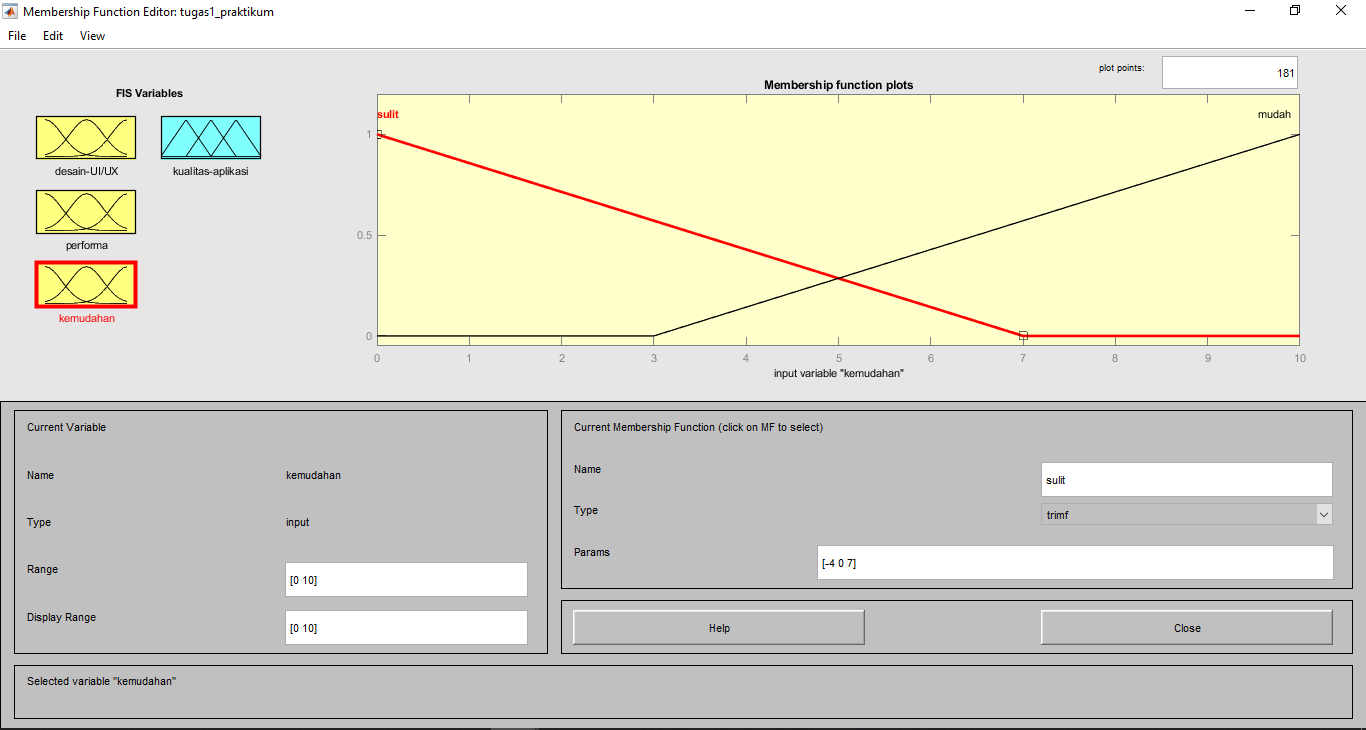 Membership Function Editor: tugas1_praktikum
File Edit View
FIS Variables
desain-UI/UX
kualitas-aplikasi
performa
kemudahan
plot points:
181
Membership function plots
sulit
mudah
1
0.5
0
0 1 2 3 4 5 6 7 8 9 10
input variable "kemudahan"
Current Variable
Name kemudahan
Type input
Range [0 10]
Display Range [0 10]
Current Membership Function (click on MF to select)
Name sulit
Type trimf
Params [-4 0 7]
Help Close
Selected variable "kemudahan"